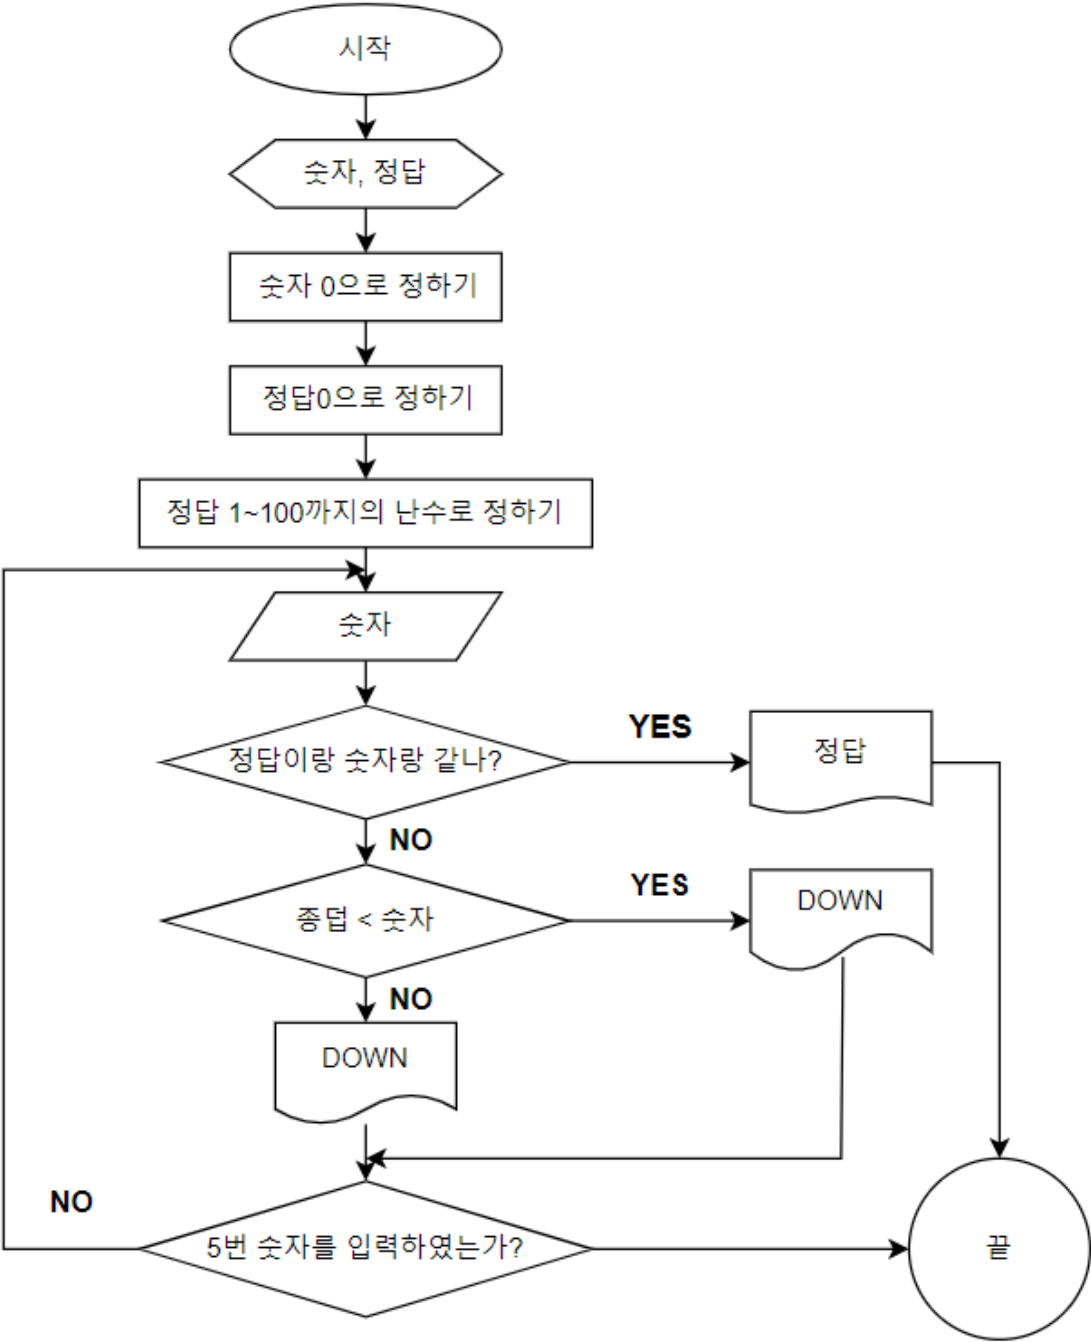 시작
숫자, 정답
숫자 0으로 정하기
정답0으로 정하기
정답 1~100까지의 난수로 정하기
숫자
정답이랑 숫자랑 같나?
YES
정답
NO
종덥 < 숫자
YES
DOWN
NO
DOWN
NO
5번 숫자를 입력하였는가?
끝